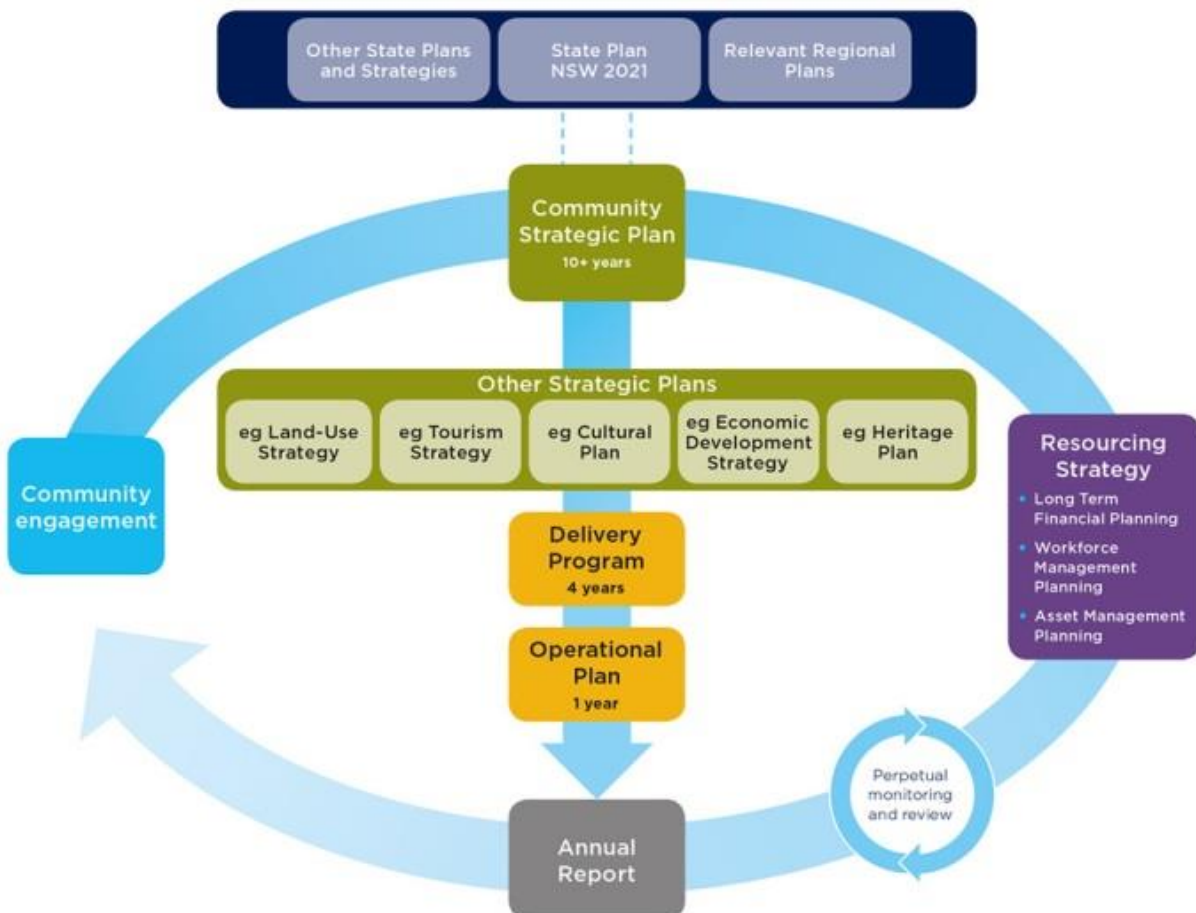 Other State Plans
and Strategies
State Plan
NSW 2021
Relevant Regional
Plans
Community
Strategic Plan
10+ years
Other Strategic Plans
eg Land-Use
Strategy
eg Tourism
Strategy
eg Cultural
Plan
eg Economic
Development
Strategy
eg Heritage
Plan
Community
engagement
Resourcing
Strategy
• Long Term
Financial Planning
• Workforce
Management
Planning
• Asset Management
Planning
Delivery
Program
4 years
Operational
Plan
1 year
Perpetual
monitoring
and review
Annual
Report